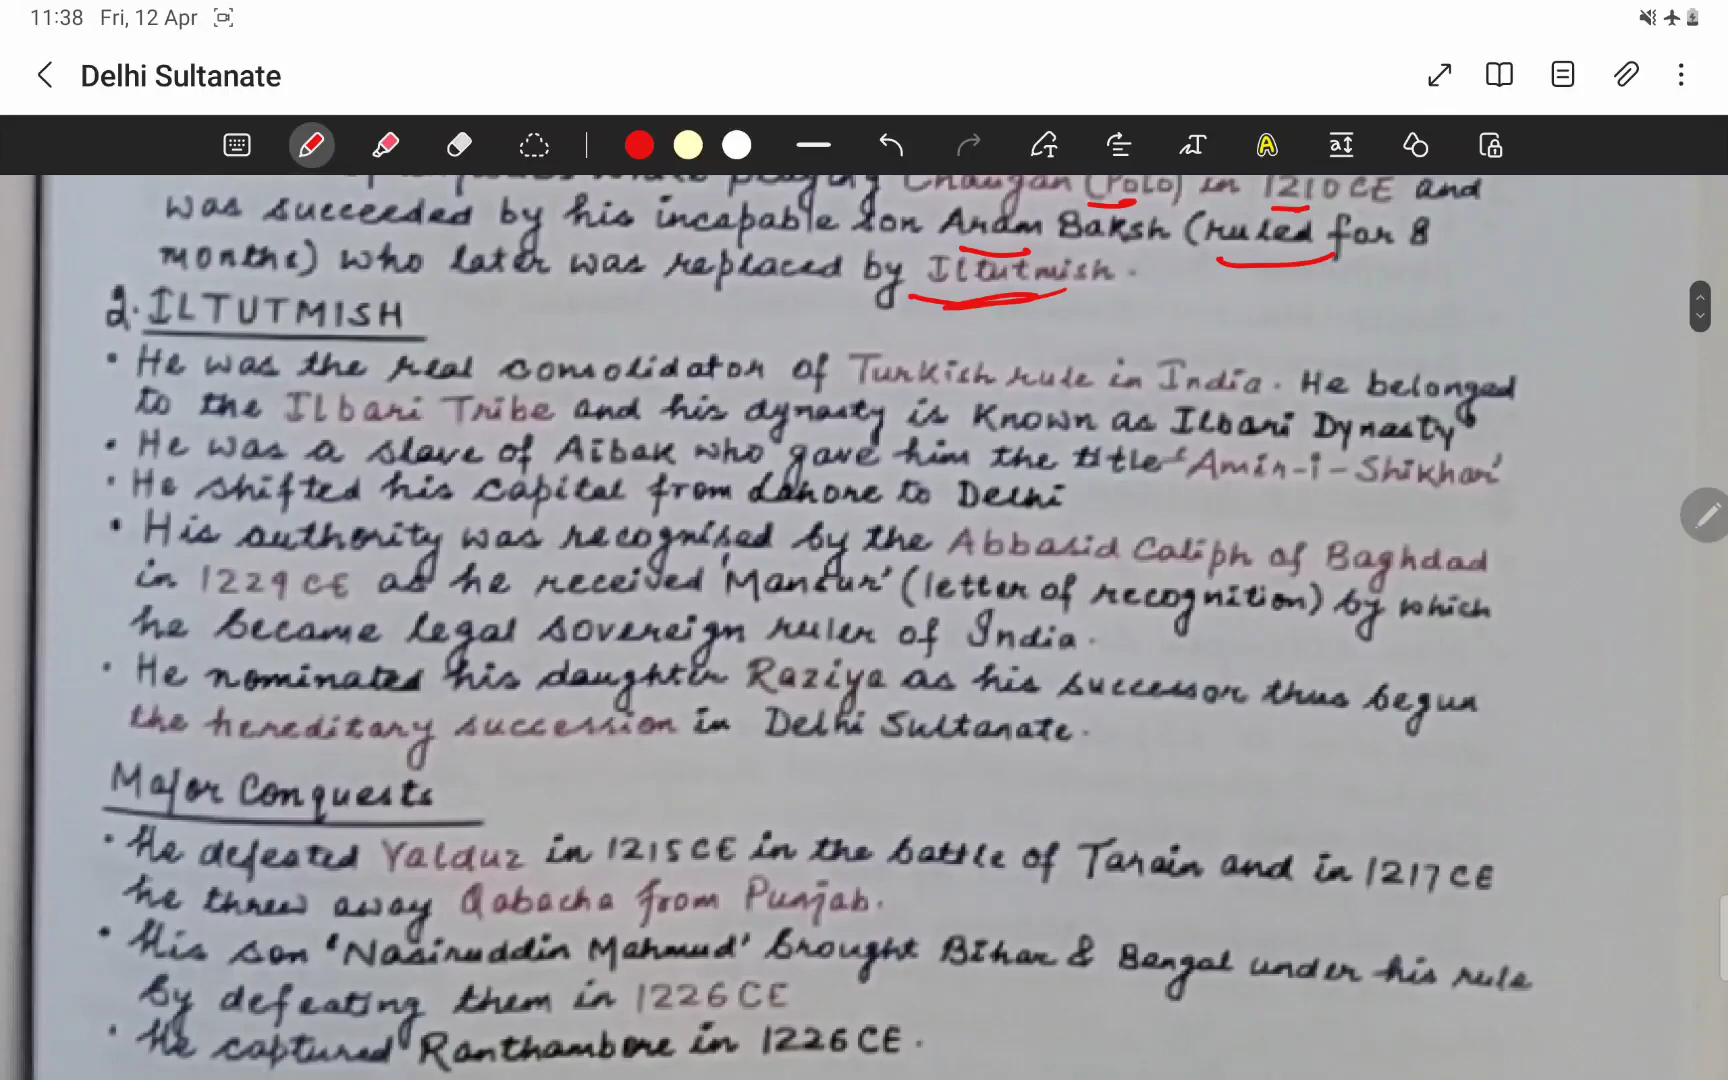 11:38 Fri, 12 Apr
Delhi Sultanate
playing Chaugan (Polo) in 1210 CE and
was succeeded by his incapable son Aram Baksh (ruled for 8
months) who later was replaced by Iltutmish.
2. ILTUTMISH
• He was the real consolidator of Turkish rule in India. He belonged
to the Ilbari Tribe and his dynasty is known as Ilbari Dynasty
• He was a slave of Aibak who gave him the title 'Amir-i-Shikhar'
• He shifted his capital from Lahore to Delhi
• His authority was recognised by the Abbasid Caliph of Baghdad
in 1229 CE as he received 'Mansur' (letter of recognition) by which
he became legal sovereign ruler of India.
• He nominated his daughter Raziya as his successor thus begun
the hereditary succession in Delhi Sultanate.
Major Conquests
• He defeated Yalduz in 1215 CE in the battle of Tarain and in 1217 CE
he threw away Qabacha from Punjab.
• His son 'Nasiruddin Mahmud' brought Bihar & Bengal under his rule
by defeating them in 1226 CE
• He captured Ranthambore in 1226 CE.